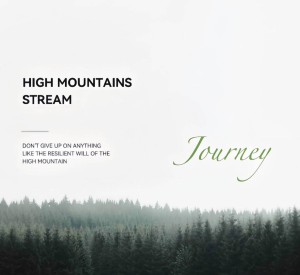 HIGH MOUNTAINS
STREAM
DON'T GIVE UP ON ANYTHING
LIKE THE RESILIENT WILL OF THE
HIGH MOUNTAIN
Journey